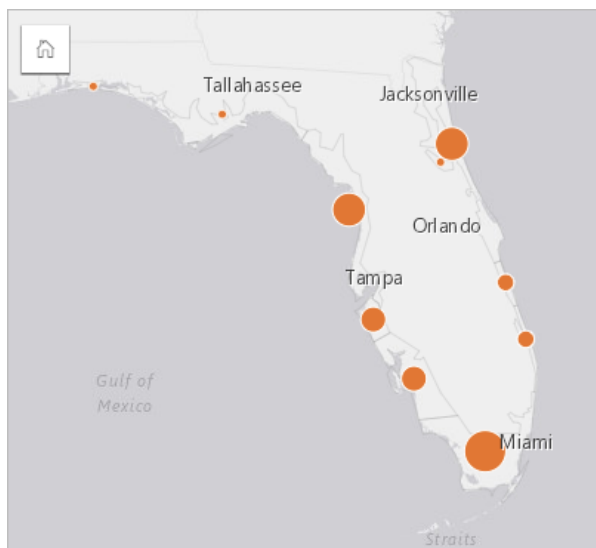 Tallahassee
Jacksonville
Orlando
Tampa
Gulf of
Mexico
Miami
Straits